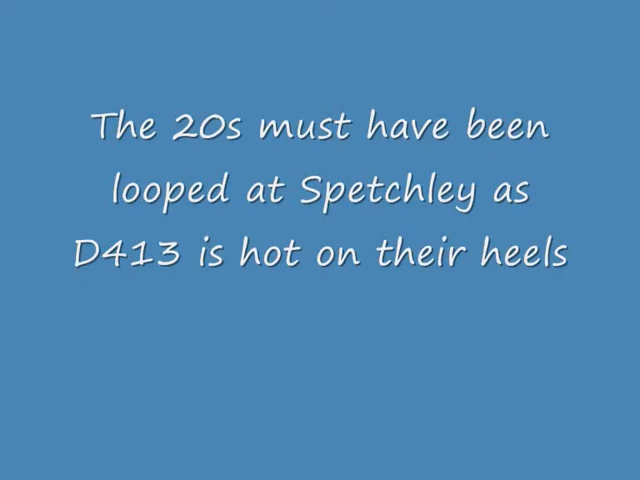 The 20s must have been
looped at Spetchley as
D413 is hot on their heels